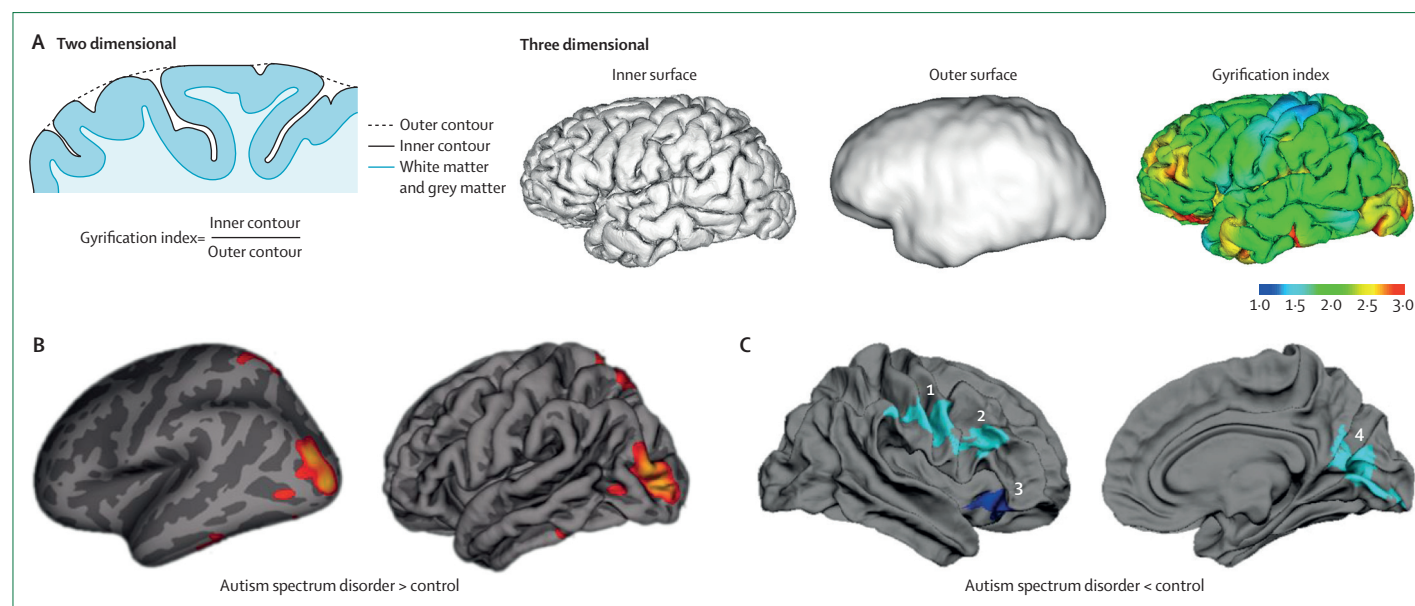 A Two dimensional
Outer contour
Inner contour
White matter
and grey matter
Gyrification index=
Inner contour
Outer contour
Three dimensional
Inner surface
Outer surface
Gyrification index
1·0 1·5 2·0 2·5 3·0
B
Autism spectrum disorder > control
C
1
2
3
4
Autism spectrum disorder < control